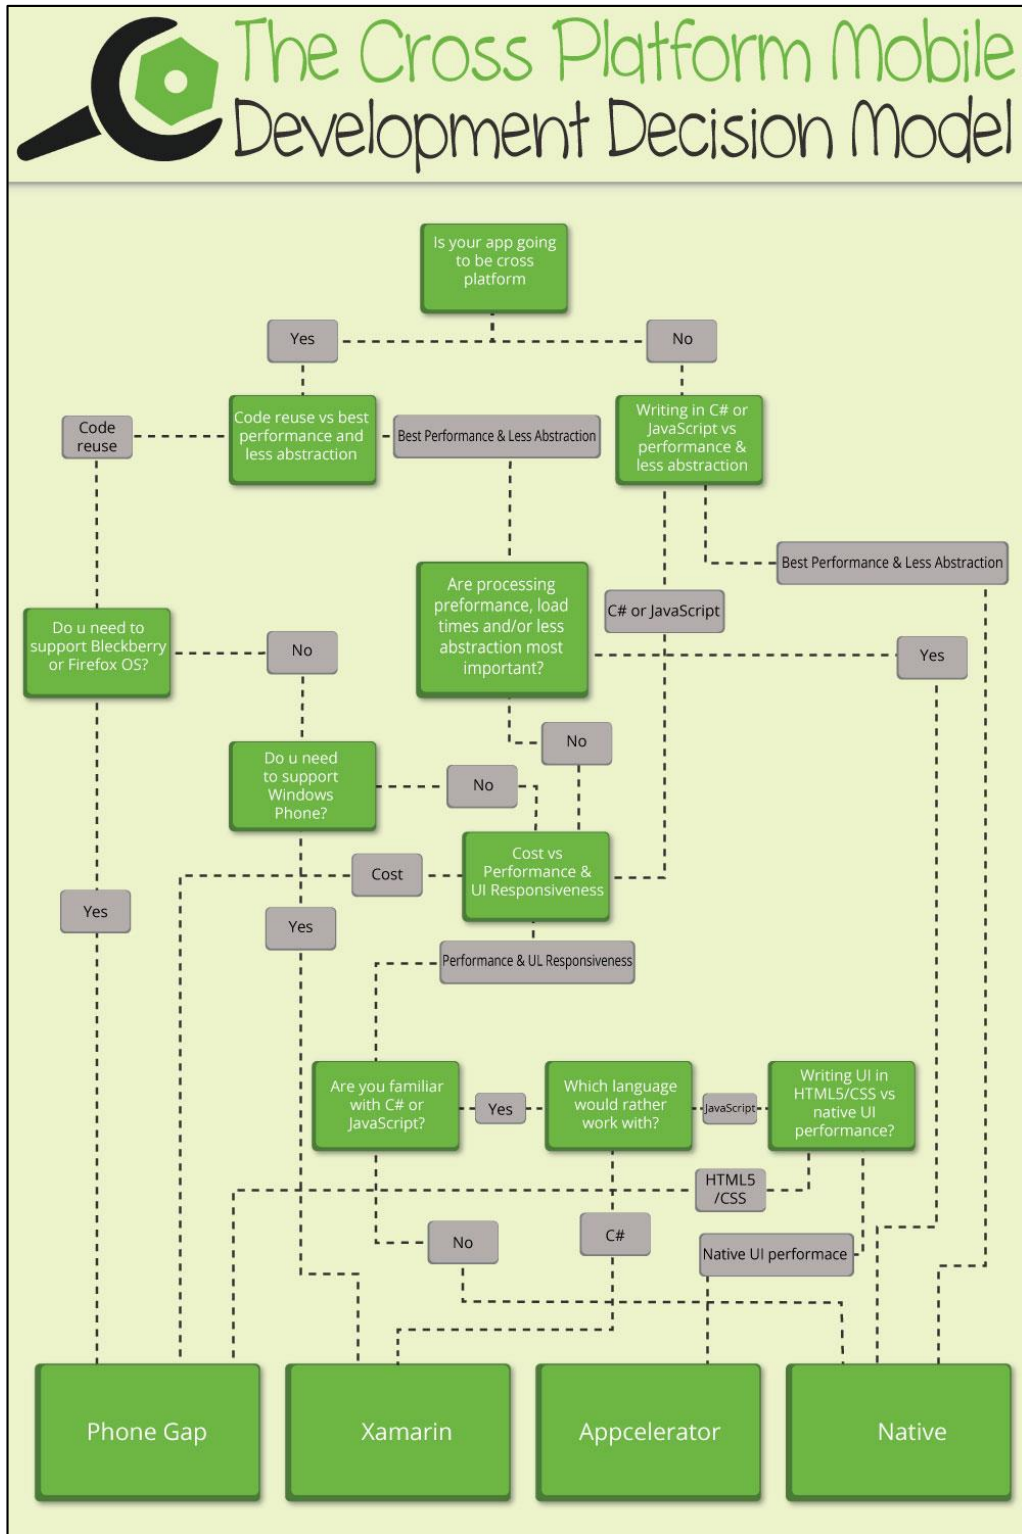 The Cross Platform Mobile
Development Decision Model
Is your app going
to be cross
platform
Yes
No
Code
reuse
Code reuse vs best
performance and
less abstraction
Best Performance & Less Abstraction
Writing in C# or
JavaScript vs
performance &
less abstraction
Best Performance & Less Abstraction
Are processing
preformance, load
times and/or less
abstraction most
important?
C# or JavaScript
Do u need to
support Bleckberry
or Firefox OS?
No
Yes
No
Do u need
to support
Windows
Phone?
No
Cost vs
Performance &
UI Responsiveness
Cost
Yes
Yes
Performance & UL Responsiveness
Are you familiar
with C# or
JavaScript?
Yes
Which language
would rather
work with?
JavaScript
Writing UI in
HTML5/CSS vs
native UI
performance?
HTML5
/CSS
No
C#
Native UI performace
Phone Gap
Xamarin
Appcelerator
Native